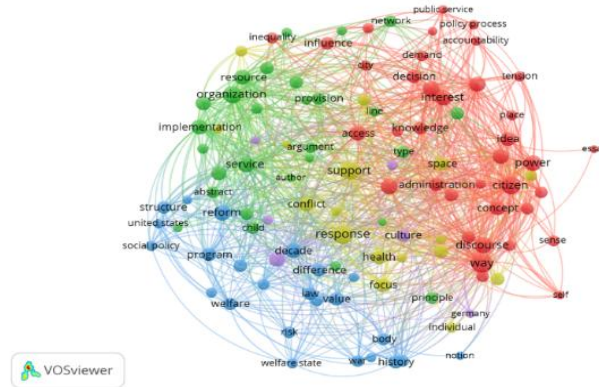 public service
network
policy process
inequality
influence
accountability
demand
city
decision
tension
resource
organization
provision
interest
line
place
implementation
access
knowledge
idea
argument
type
essa
service
support
space
power
author
administration
citizen
abstract
structure
reform
conflict
concept
united states
child
response
culture
social policy
decade
discourse
sense
program
difference
health
way
law
value
focus
self
welfare
principle
germany
individual
risk
body
welfare state
war
history
notion
VOSviewer